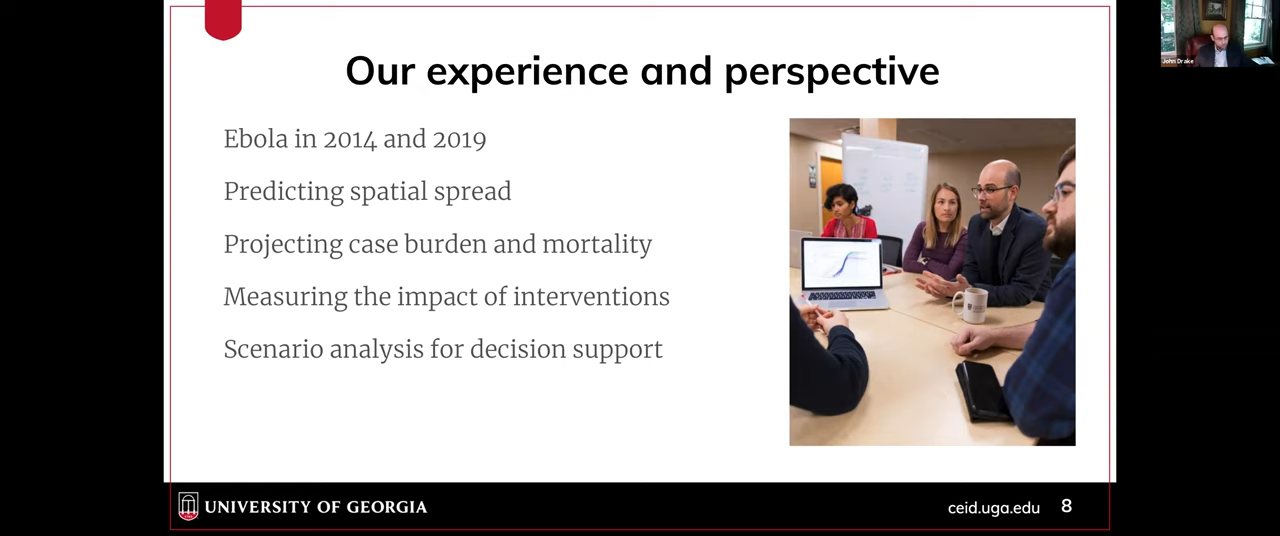 Our experience and perspective
Ebola in 2014 and 2019
Predicting spatial spread
Projecting case burden and mortality
Measuring the impact of interventions
Scenario analysis for decision support
UNIVERSITY OF GEORGIA
ceid.uga.edu 8
John Drake